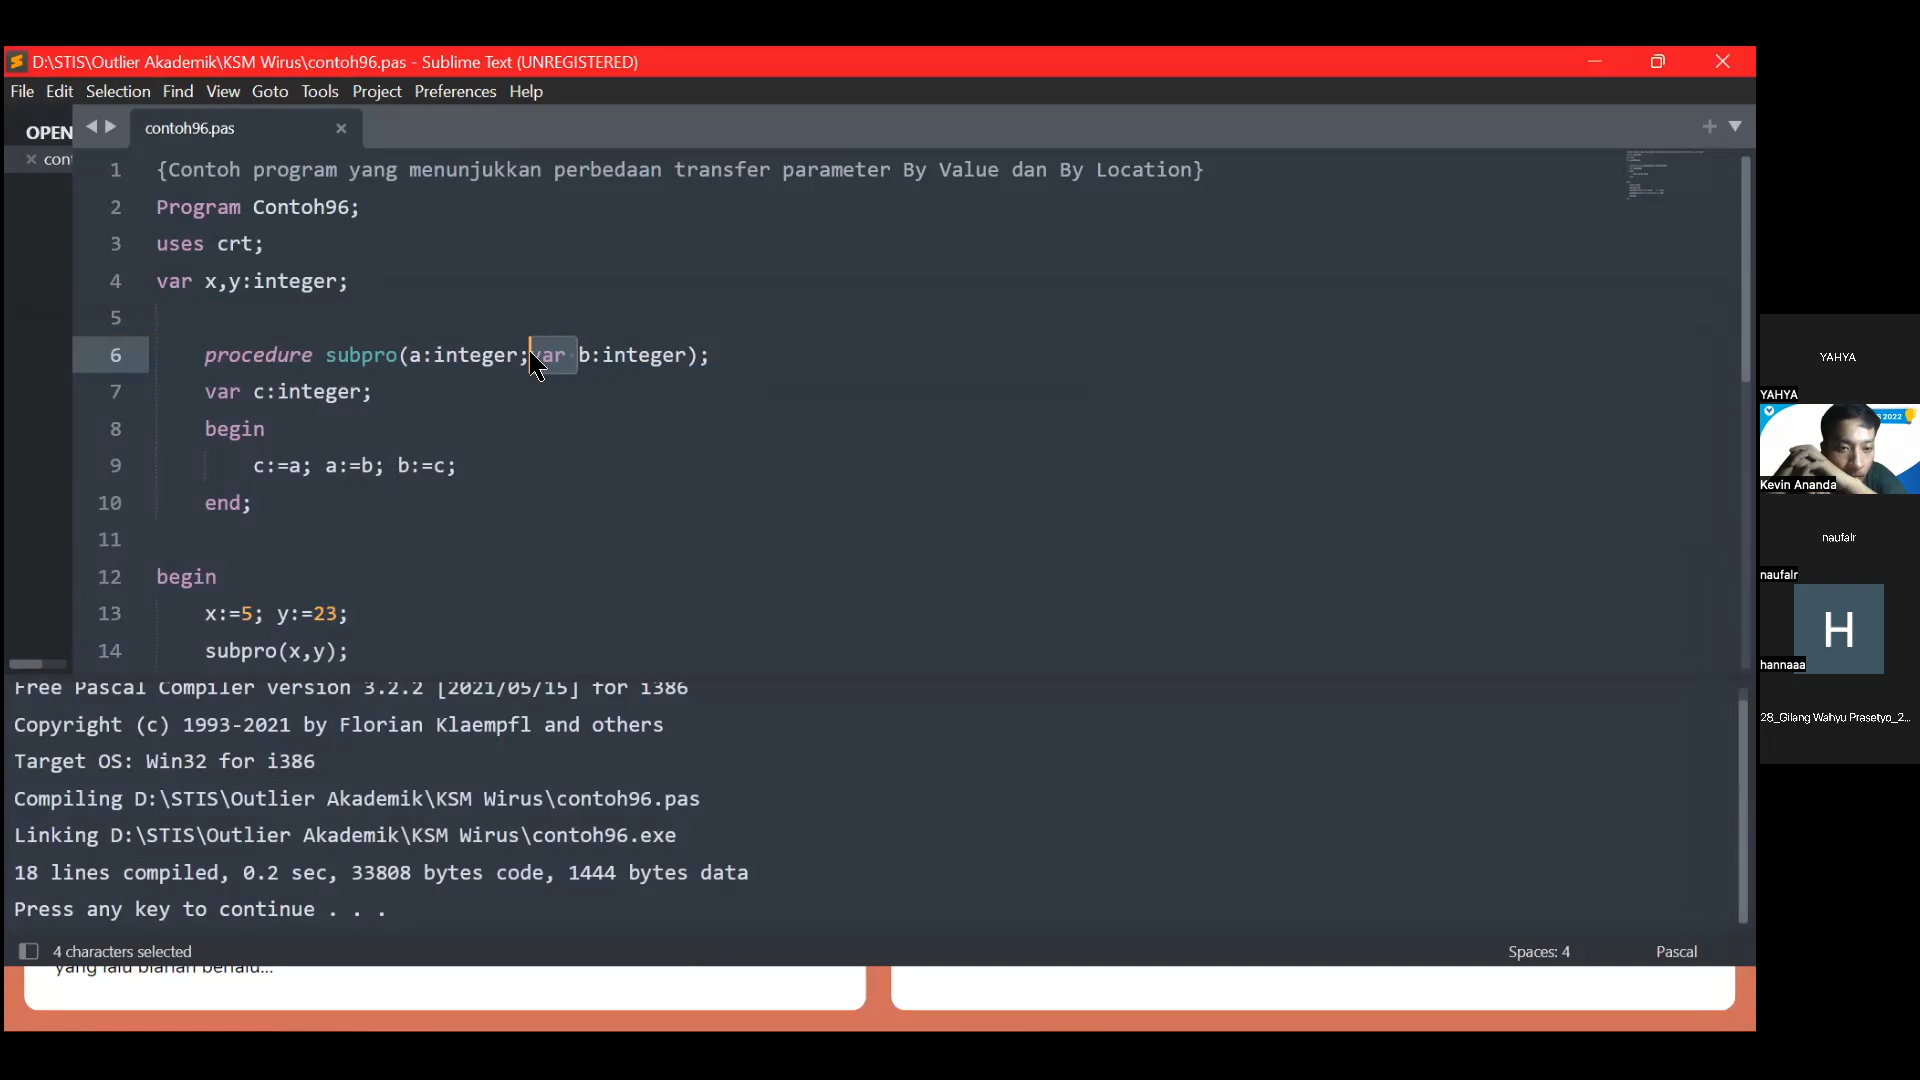 D:\STIS\Outlier Akademik\KSM Wirus\contoh96.pas - Sublime Text (UNREGISTERED)
File Edit Selection Find View Goto Tools Project Preferences Help
OPEN
contoh96.pas
cont
1 {Contoh program yang menunjukkan perbedaan transfer parameter By Value dan By Location}
2 Program Contoh96;
3 uses crt;
4 var x,y:integer;
5
6 procedure subpro(a:integer;var b:integer);
7 var c:integer;
8 begin
9 c:=a; a:=b; b:=c;
10 end;
11
12 begin
13 x:=5; y:=23;
14 subpro(x,y);
Free Pascal Compiler version 3.2.2 [2021/05/15] for i386
Copyright (c) 1993-2021 by Florian Klaempfl and others
Target OS: Win32 for i386
Compiling D:\STIS\Outlier Akademik\KSM Wirus\contoh96.pas
Linking D:\STIS\Outlier Akademik\KSM Wirus\contoh96.exe
18 lines compiled, 0.2 sec, 33808 bytes code, 1444 bytes data
Press any key to continue . . .
4 characters selected
Spaces: 4
Pascal
yang lalu biarlah berlalu...
YAHYA
YAHYA
2022
Kevin Ananda
naufalr
naufalr
H
hannaaa
28_Gilang Wahyu Prasetyo_2...